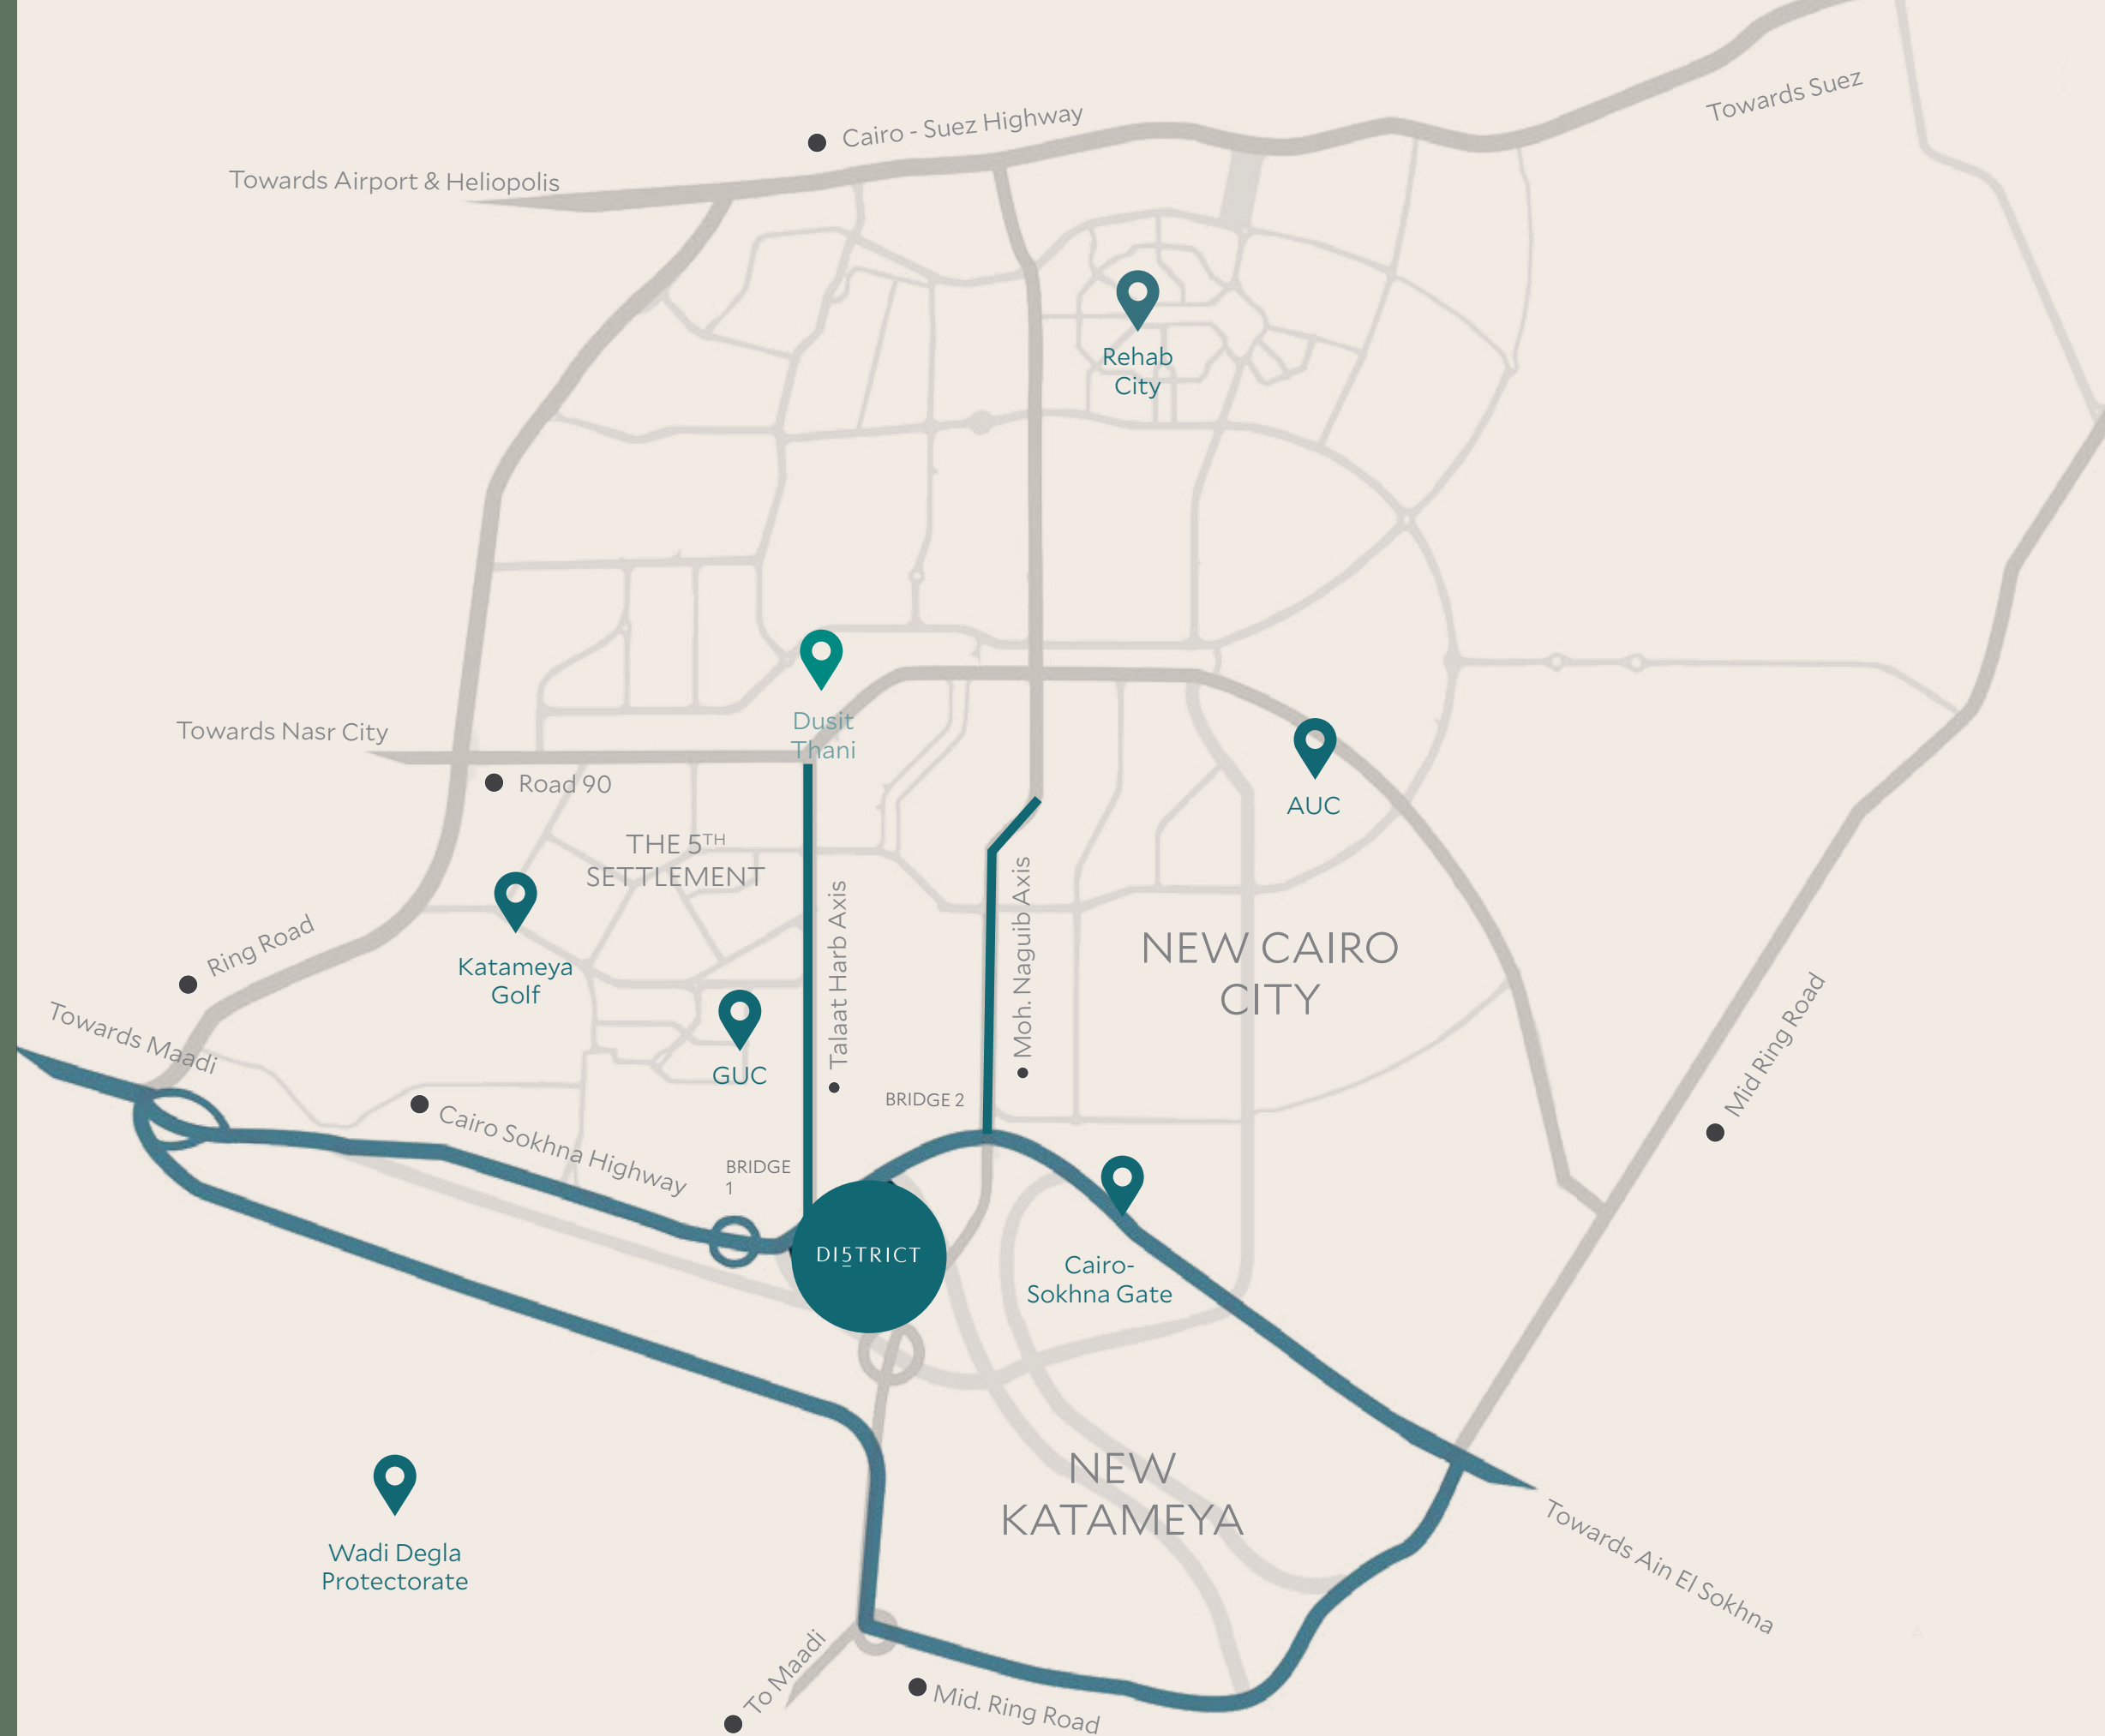 Towards Suez
Cairo - Suez Highway
Towards Airport & Heliopolis
Rehab
City
Dusit
Thani
Towards Nasr City
Road 90
AUC
THE 5TH
SETTLEMENT
Katameya
Golf
Ring Road
Towards Maadi
GUC
Talaat Harb Axis
Moh. Naguib Axis
NEW CAIRO
CITY
Mid Ring Road
BRIDGE 2
Cairo Sokhna Highway
BRIDGE
1
DI5TRICT
Cairo-
Sokhna Gate
NEW
KATAMEYA
Towards Ain El Sokhna
Wadi Degla
Protectorate
To Maadi
Mid. Ring Road